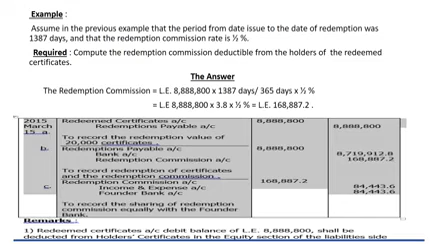 Example :
Assume in the previous example that the period from date issue to the date of redemption was
1387 days, and that the redemption commission rate is ½ %.
Required : Compute the redemption commission deductible from the holders of the redeemed
certificates.
The Answer
The Redemption Commission = L.E. 8,888,800 x 1387 days/ 365 days x ½ %
= L.E 8,888,800 x 3.8 x ½ % = L.E. 168,887.2 .
2015 Redeemed Certificates a/c 8,888,800
March Redemptions Payable a/c 8,888,800
15 a.
To record the redemption value of
20,000 certificates .
b. Redemptions Payable a/c 8,888,800
Bank a/c 8,719,912.8
Redemption Commission a/c 168,887.2
To record redemption of certificates
and the redemption commission .
c. Redemption Commission a/c 168,887.2
Income & Expense a/c 84,443.6
Founder Bank a/c 84,443.6
To record the sharing of redemption
commission equally with the Founder
Bank.
Remarks :
1) Redeemed certificates a/c debit balance of L.E. 8,888,800, shall be
deducted from Holders' Certificates in the Equity section of the liabilities side